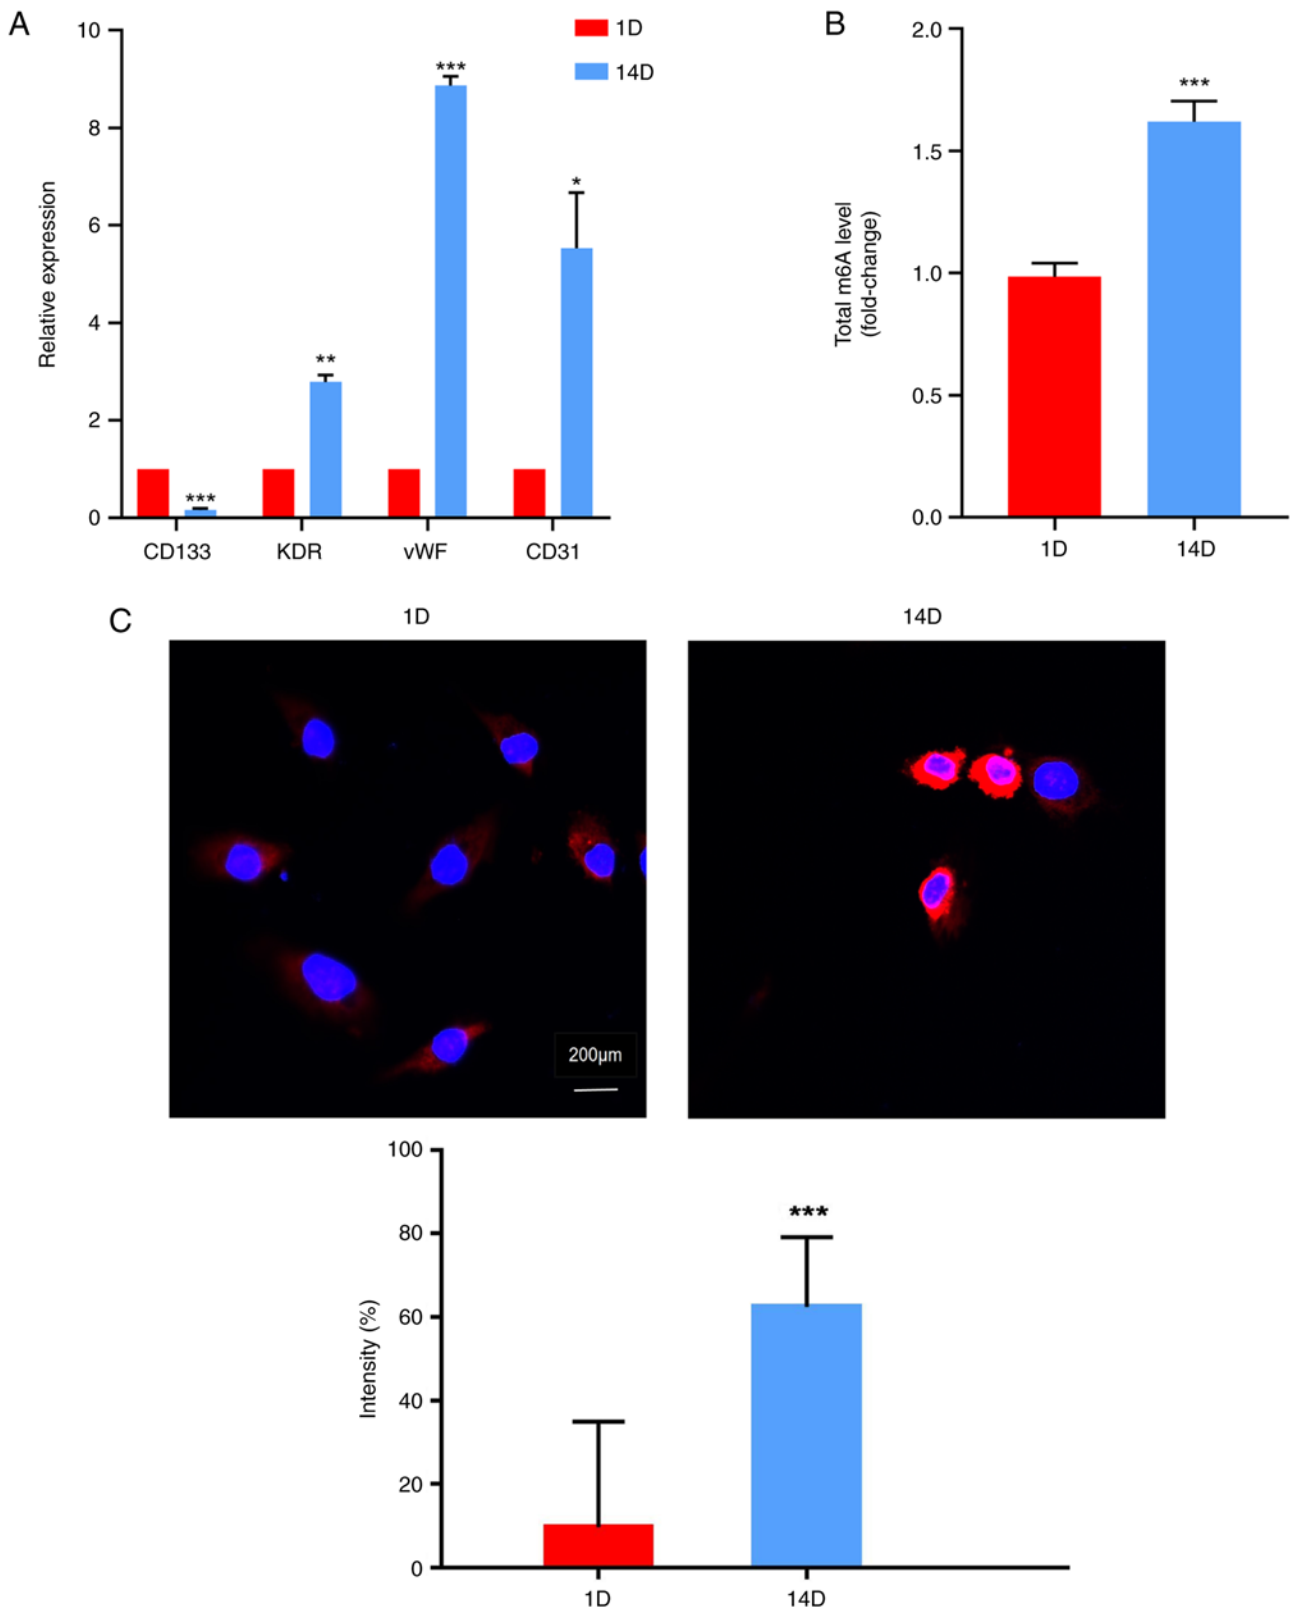 A
10
8
6
4
2
0
Relative expression
1D
14D
***
**
***
*
CD133 KDR vWF CD31
B
2.0
1.5
1.0
0.5
0.0
Total m6A level
(fold-change)
***
1D 14D
C
1D 14D
200µm
100
80
60
40
20
0
Intensity (%)
***
1D 14D